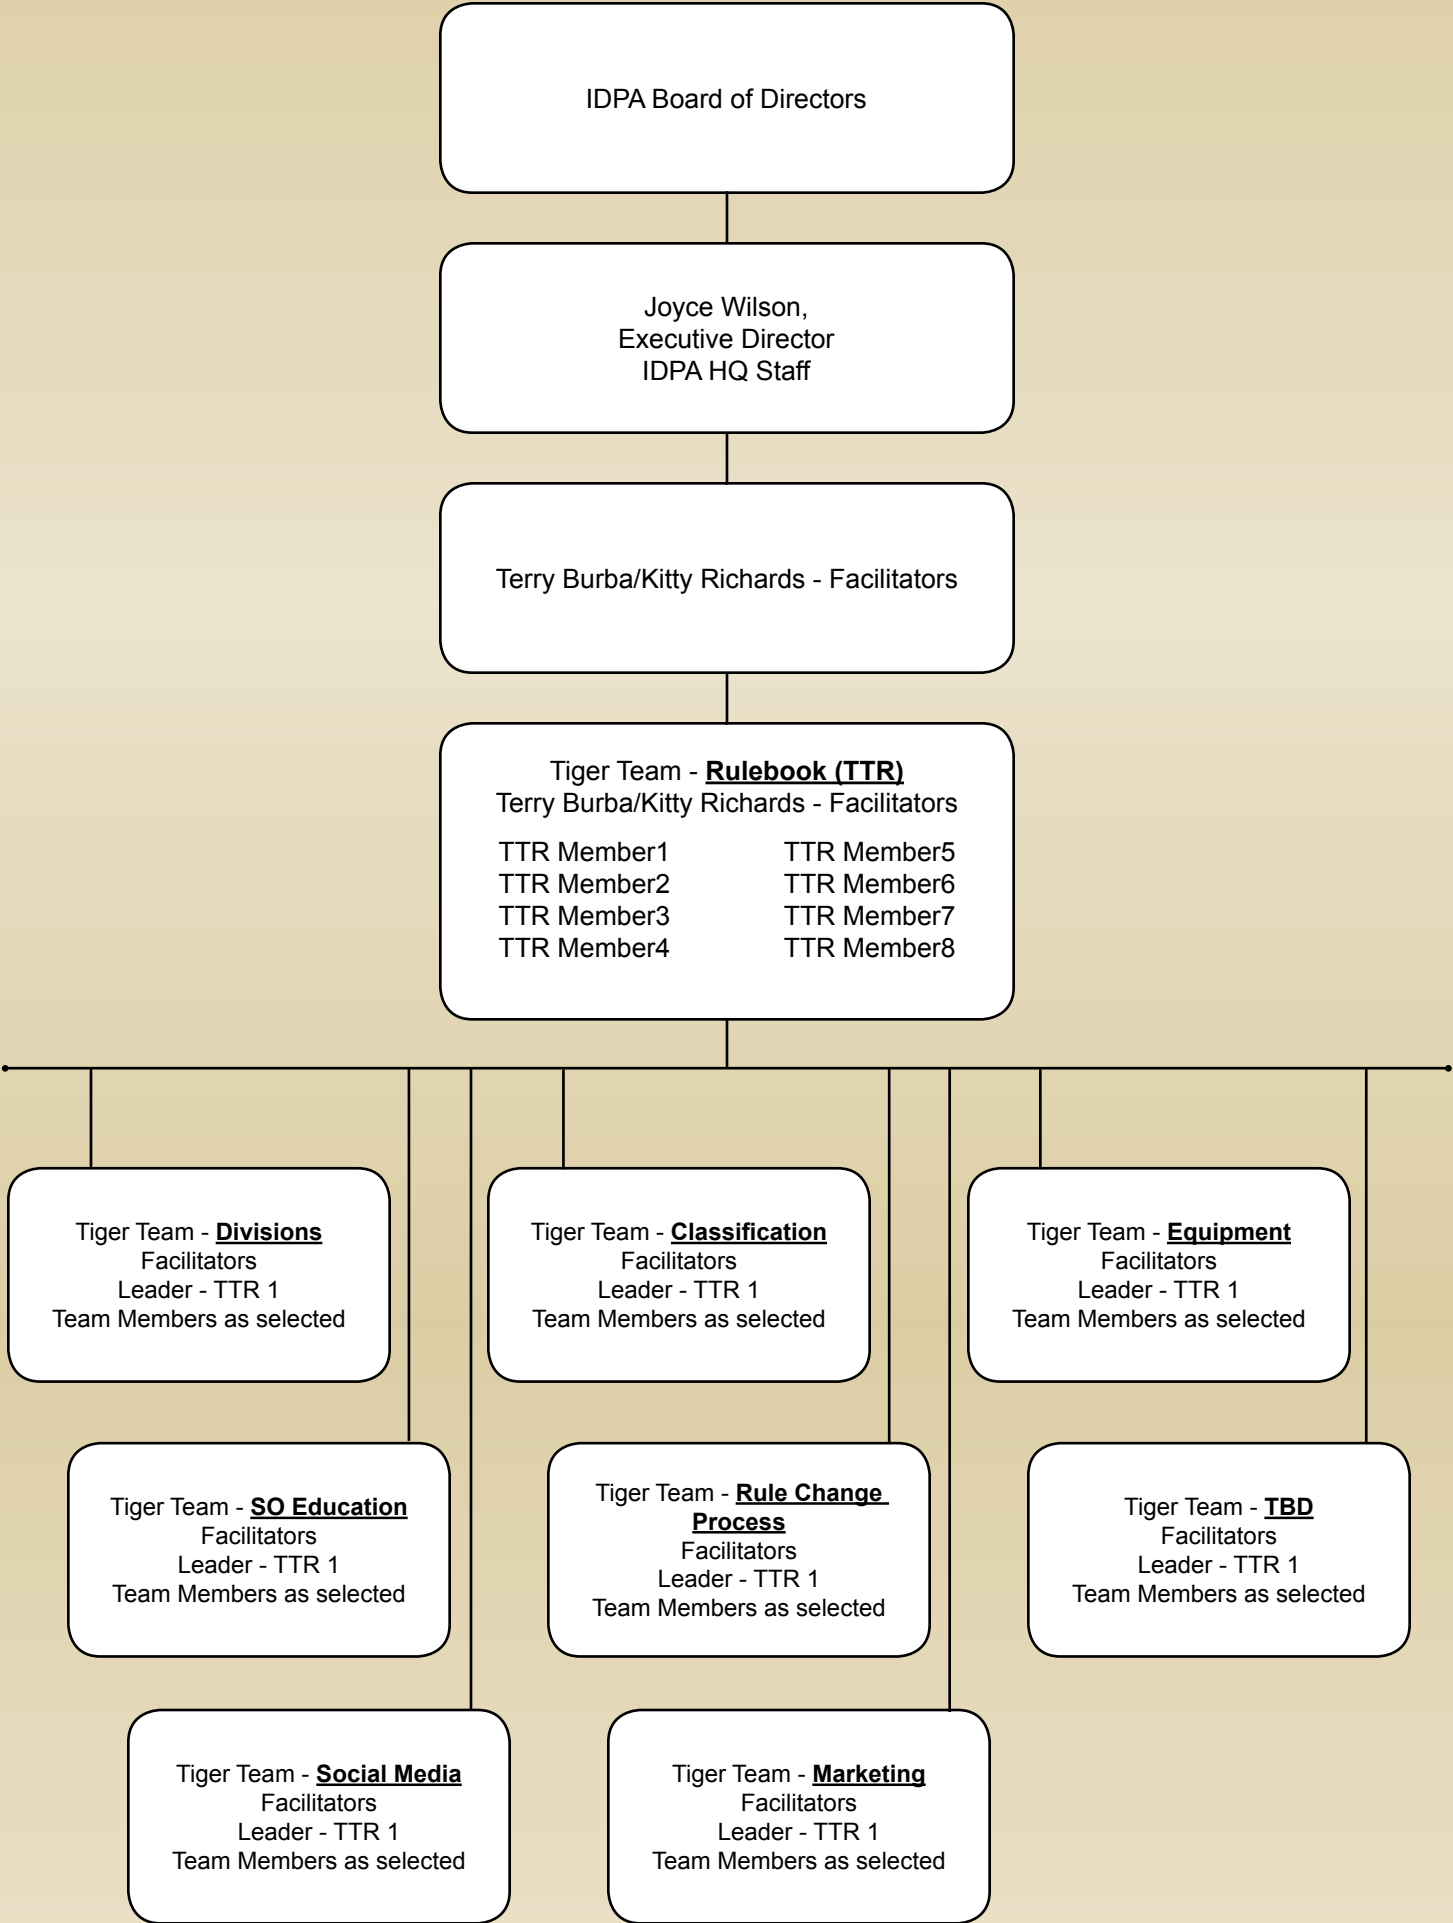 IDPA Board of Directors
Joyce Wilson,
Executive Director
IDPA HQ Staff
Terry Burba/Kitty Richards - Facilitators
Tiger Team - Rulebook (TTR)
Terry Burba/Kitty Richards - Facilitators
TTR Member1
TTR Member2
TTR Member3
TTR Member4
TTR Member5
TTR Member6
TTR Member7
TTR Member8
Tiger Team - Divisions
Facilitators
Leader - TTR 1
Team Members as selected
Tiger Team - Classification
Facilitators
Leader - TTR 1
Team Members as selected
Tiger Team - Equipment
Facilitators
Leader - TTR 1
Team Members as selected
Tiger Team - SO Education
Facilitators
Leader - TTR 1
Team Members as selected
Tiger Team - Rule Change
Process
Facilitators
Leader - TTR 1
Team Members as selected
Tiger Team - TBD
Facilitators
Leader - TTR 1
Team Members as selected
Tiger Team - Social Media
Facilitators
Leader - TTR 1
Team Members as selected
Tiger Team - Marketing
Facilitators
Leader - TTR 1
Team Members as selected